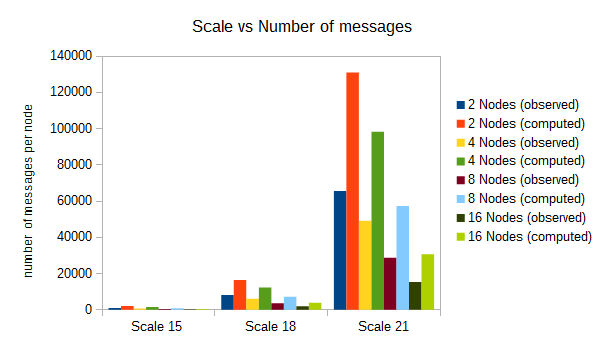 Scale vs Number of messages
number of messages per node
140000
120000
100000
80000
60000
40000
20000
0
Scale 15
Scale 18
Scale 21
2 Nodes (observed)
2 Nodes (computed)
4 Nodes (observed)
4 Nodes (computed)
8 Nodes (observed)
8 Nodes (computed)
16 Nodes (observed)
16 Nodes (computed)